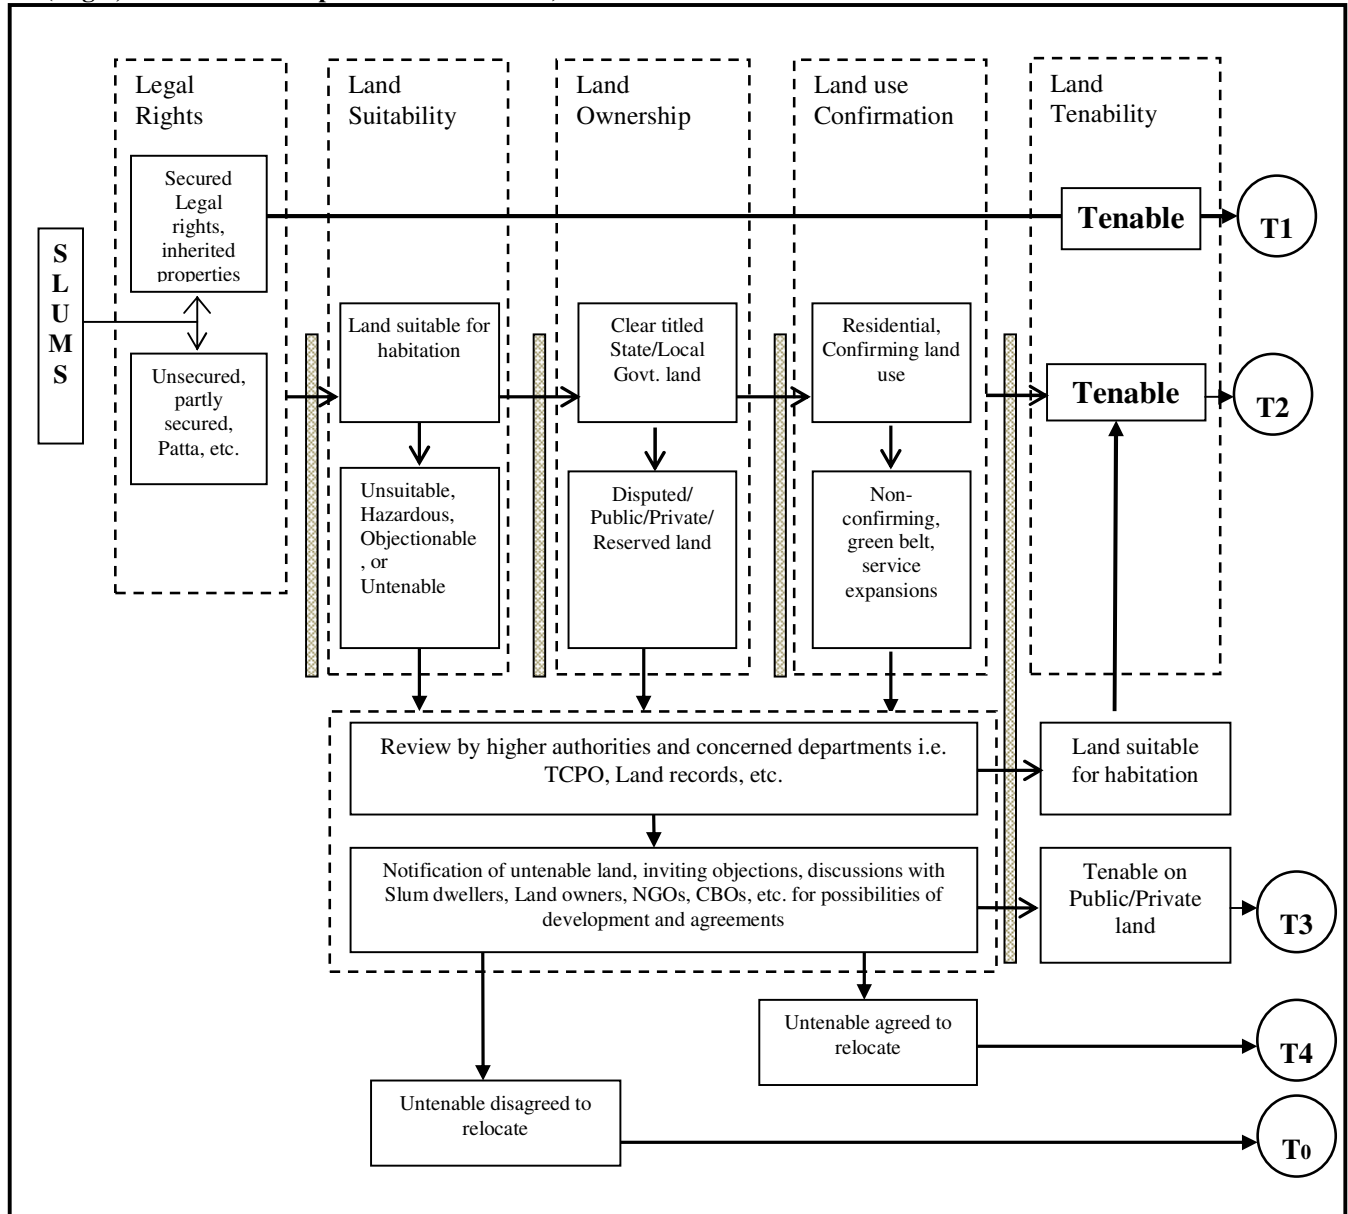 Legal
Rights
Land
Suitability
Land
Ownership
Land use
Confirmation
Land
Tenability
Secured
Legal
rights,
inherited
properties
Tenable
T1
S
L
U
M
S
Unsecured,
partly
secured,
Patta, etc.
Land suitable for
habitation
Clear titled
State/Local
Govt. land
Residential,
Confirming land
use
Tenable
T2
Unsuitable,
Hazardous,
Objectionable
, or
Untenable
Disputed/
Public/Private/
Reserved land
Non-
confirming,
green belt,
service
expansions
Review by higher authorities and concerned departments i.e.
TCPO, Land records, etc.
Land suitable
for habitation
Notification of untenable land, inviting objections, discussions with
Slum dwellers, Land owners, NGOs, CBOs, etc. for possibilities of
development and agreements
Tenable on
Public/Private
land
T3
Untenable agreed to
relocate
T4
Untenable disagreed to
relocate
T0